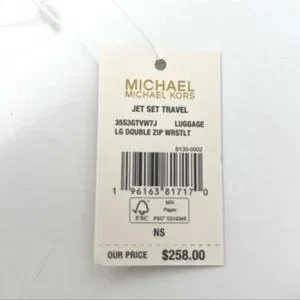 MICHAEL
MICHAEL KORS
JET SET TRAVEL
35S3GTVW7J LUGGAGE
LG DOUBLE ZIP WRSTLT
S130-0002
1 96163 81717 0
FSC
MIX
Paper
NS
OUR PRICE $258.00